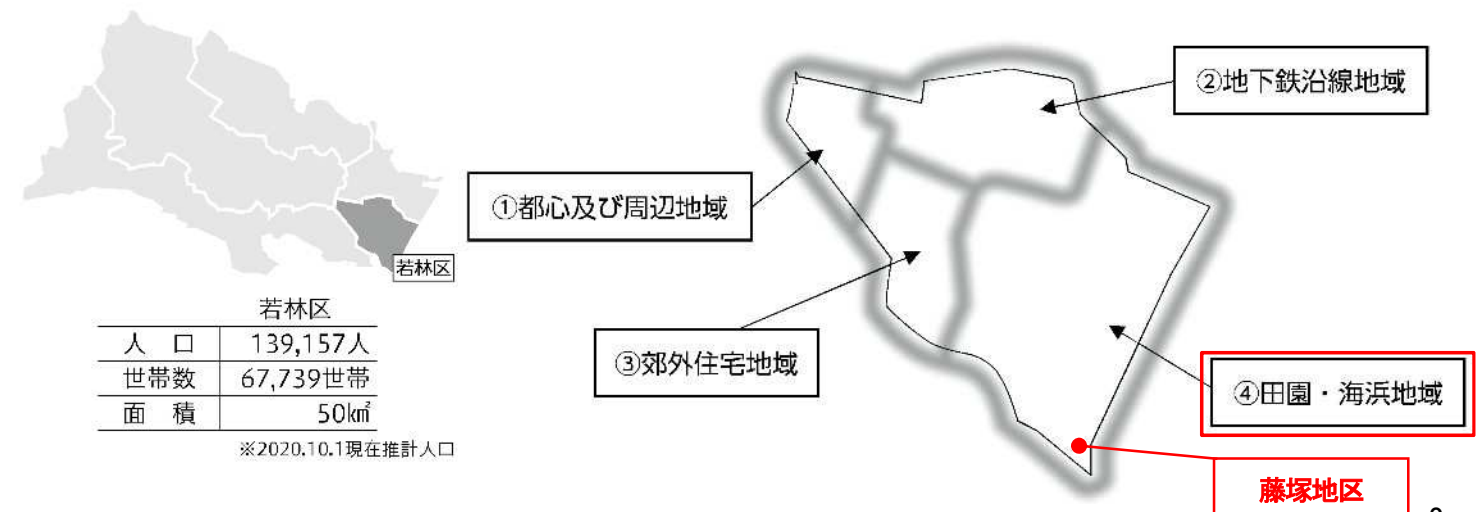 若林区
若林区
人 口 139,157人
世帯数 67,739世帯
面 積 50k㎡
※2020.10.1現在推計人口
②地下鉄沿線地域
①都心及び周辺地域
③郊外住宅地域
④田園・海浜地域
藤塚地区